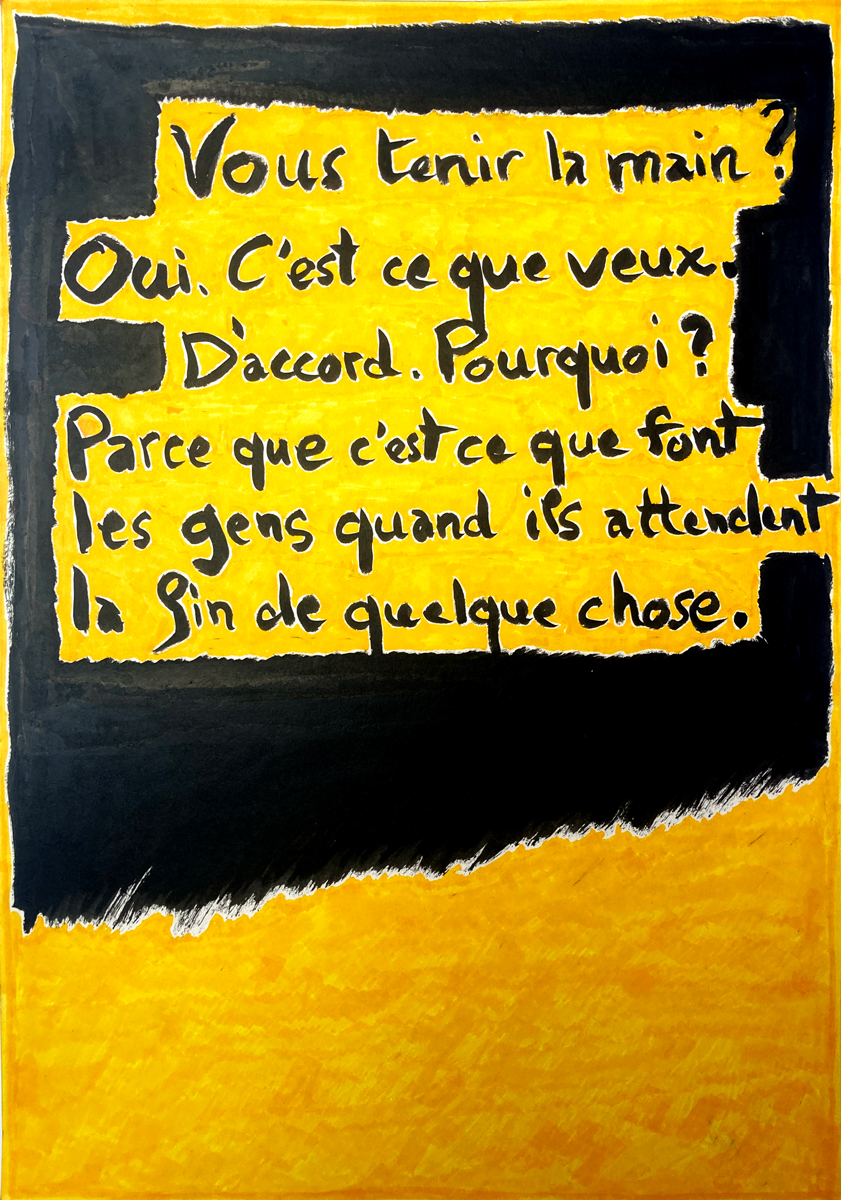 Vous tenir la main ?
Oui. C'est ce que veux.
D'accord. Pourquoi ?
Parce que c'est ce que font
les gens quand ils attendent
la fin de quelque chose.